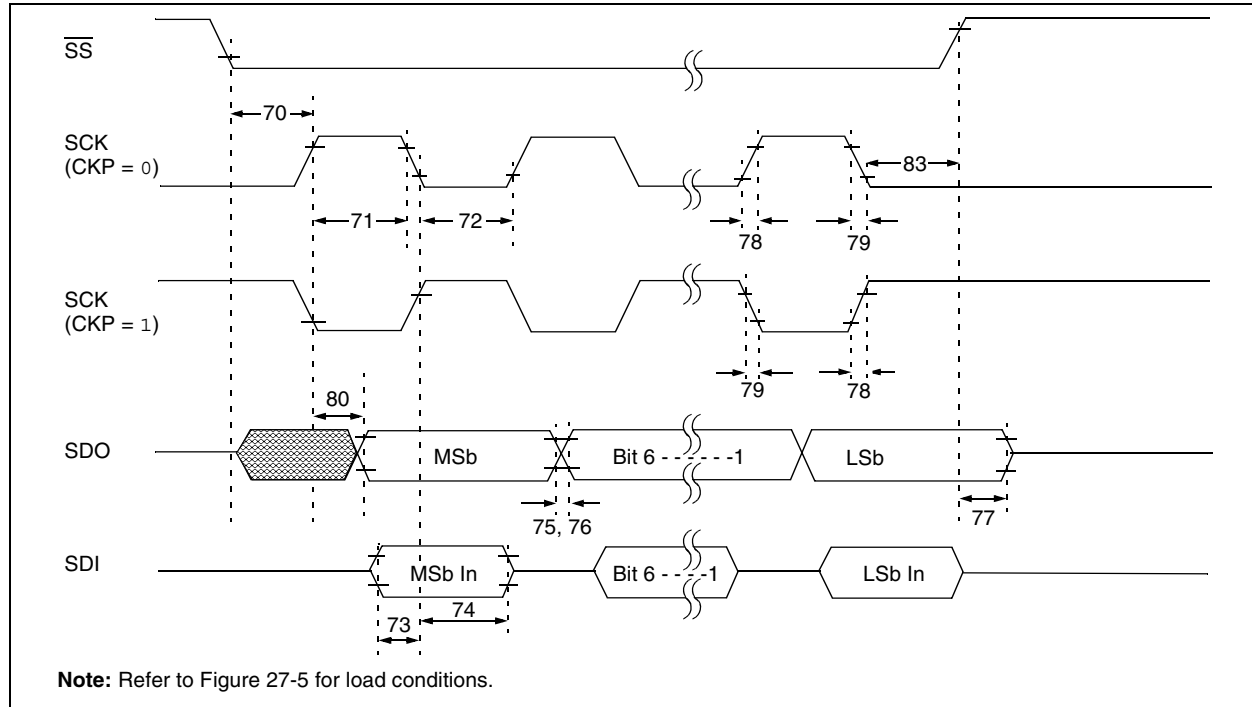 SS
70
SCK
(CKP = 0)
83
71
72
78
79
SCK
(CKP = 1)
79
78
80
SDO
MSb
Bit 6 - - - - - - -1
LSb
75, 76
77
SDI
MSb In
Bit 6 - - - - -1
LSb In
73
74
Note: Refer to Figure 27-5 for load conditions.